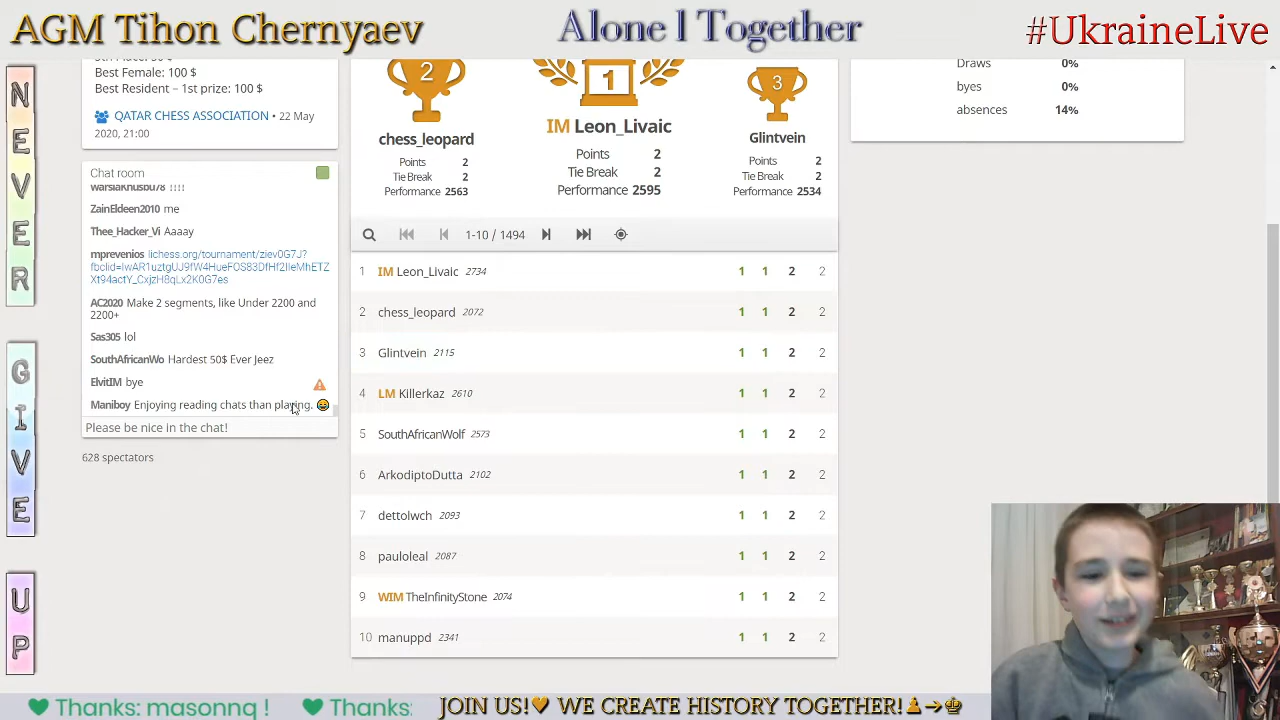 AGM Tihon Chernyaev
Alone | Together
#UkraineLive
NEVER
GIVE
UP
Best Female: 100 $
Best Resident – 1st prize: 100 $
QATAR CHESS ASSOCIATION • 22 May
2020, 21:00
Chat room
warsiaKhusbu78 !!!!
ZainEldeen2010 me
Thee_Hacker_Vi Aaaay
mprevenios lichess.org/tournament/ziev0G7J?
AC2020 Make 2 segments, like Under 2200 and
2200+
Sas305 lol
SouthAfricanWo Hardest 50$ Ever Jeez
ElvitIM bye
Maniboy Enjoying reading chats than playing. 😄
Please be nice in the chat!
628 spectators
2
chess_leopard
Points 2
Tie Break 2
Performance 2563
1
IM Leon_Livaic
Points 2
Tie Break 2
Performance 2595
3
Glintvein
Points 2
Tie Break 2
Performance 2534
1-10 / 1494
1 IM Leon_Livaic 2734 1 1 2 2
2 chess_leopard 2072 1 1 2 2
3 Glintvein 2115 1 1 2 2
4 LM Killerkaz 2610 1 1 2 2
5 SouthAfricanWolf 2573 1 1 2 2
6 ArkodiptoDutta 2102 1 1 2 2
7 dettolwch 2093 1 1 2 2
8 pauloleal 2087 1 1 2 2
9 WIM TheInfinityStone 2074 1 1 2 2
10 manuppd 2341 1 1 2 2
Draws 0%
byes 0%
absences 14%
Thanks: masonnq !
Thanks:
JOIN US! WE CREATE HISTORY TOGETHER!